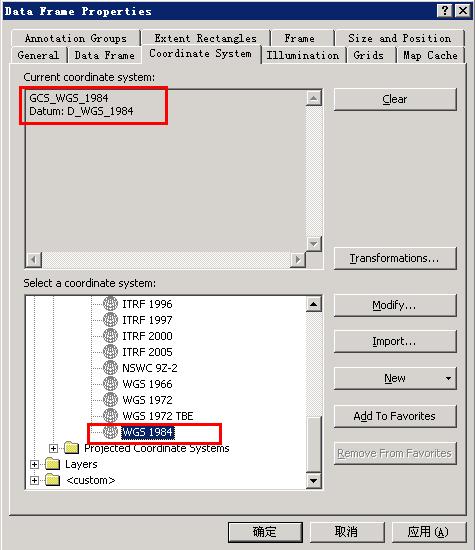 Data Frame Properties
Annotation Groups Extent Rectangles Frame Size and Position
General Data Frame Coordinate System Illumination Grids Map Cache
Current coordinate system:
GCS_WGS_1984
Datum: D_WGS_1984
Clear
Transformations...
Select a coordinate system:
ITRF 1996
ITRF 1997
ITRF 2000
ITRF 2005
NSWC 9Z-2
WGS 1966
WGS 1972
WGS 1972 TBE
WGS 1984
Projected Coordinate Systems
Layers
<custom>
Modify...
Import...
New
Add To Favorites
Remove From Favorites
确定 取消 应用(A)